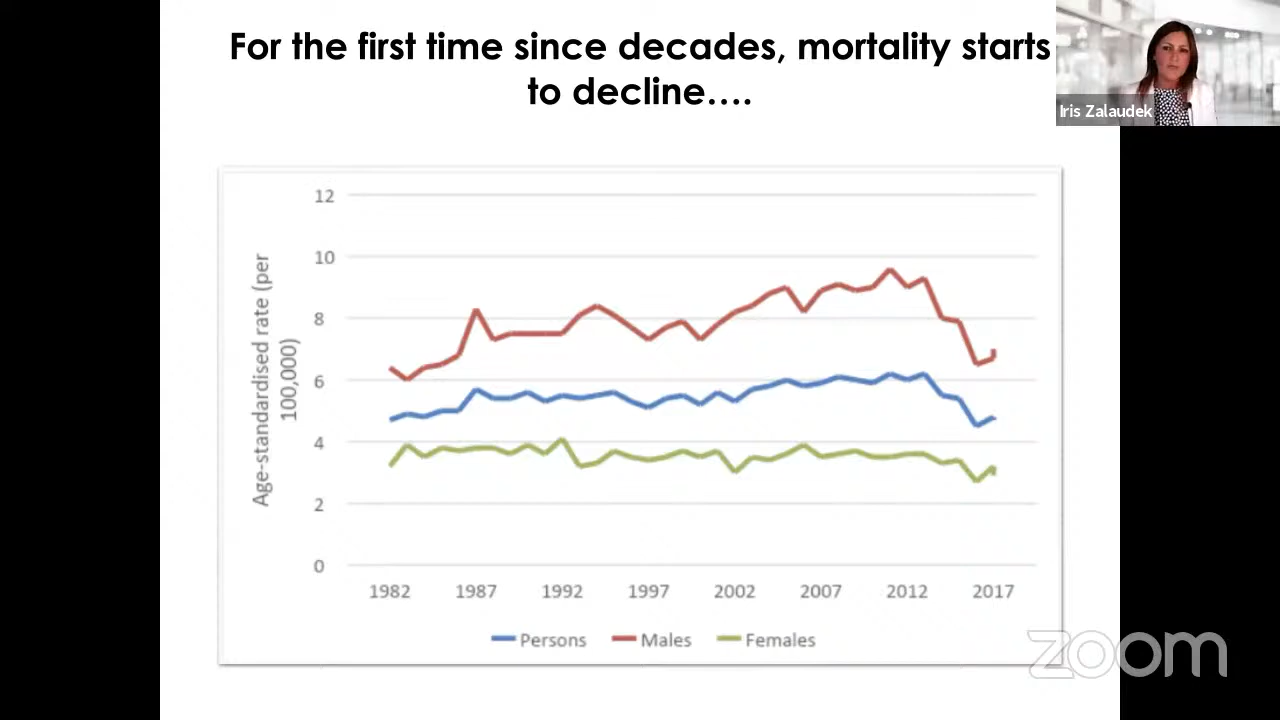 For the first time since decades, mortality starts
to decline....
Iris Zalaudek
12
10
8
6
4
2
0
Age-standardised rate (per
100,000)
1982 1987 1992 1997 2002 2007 2012 2017
Persons Males Females
zoom